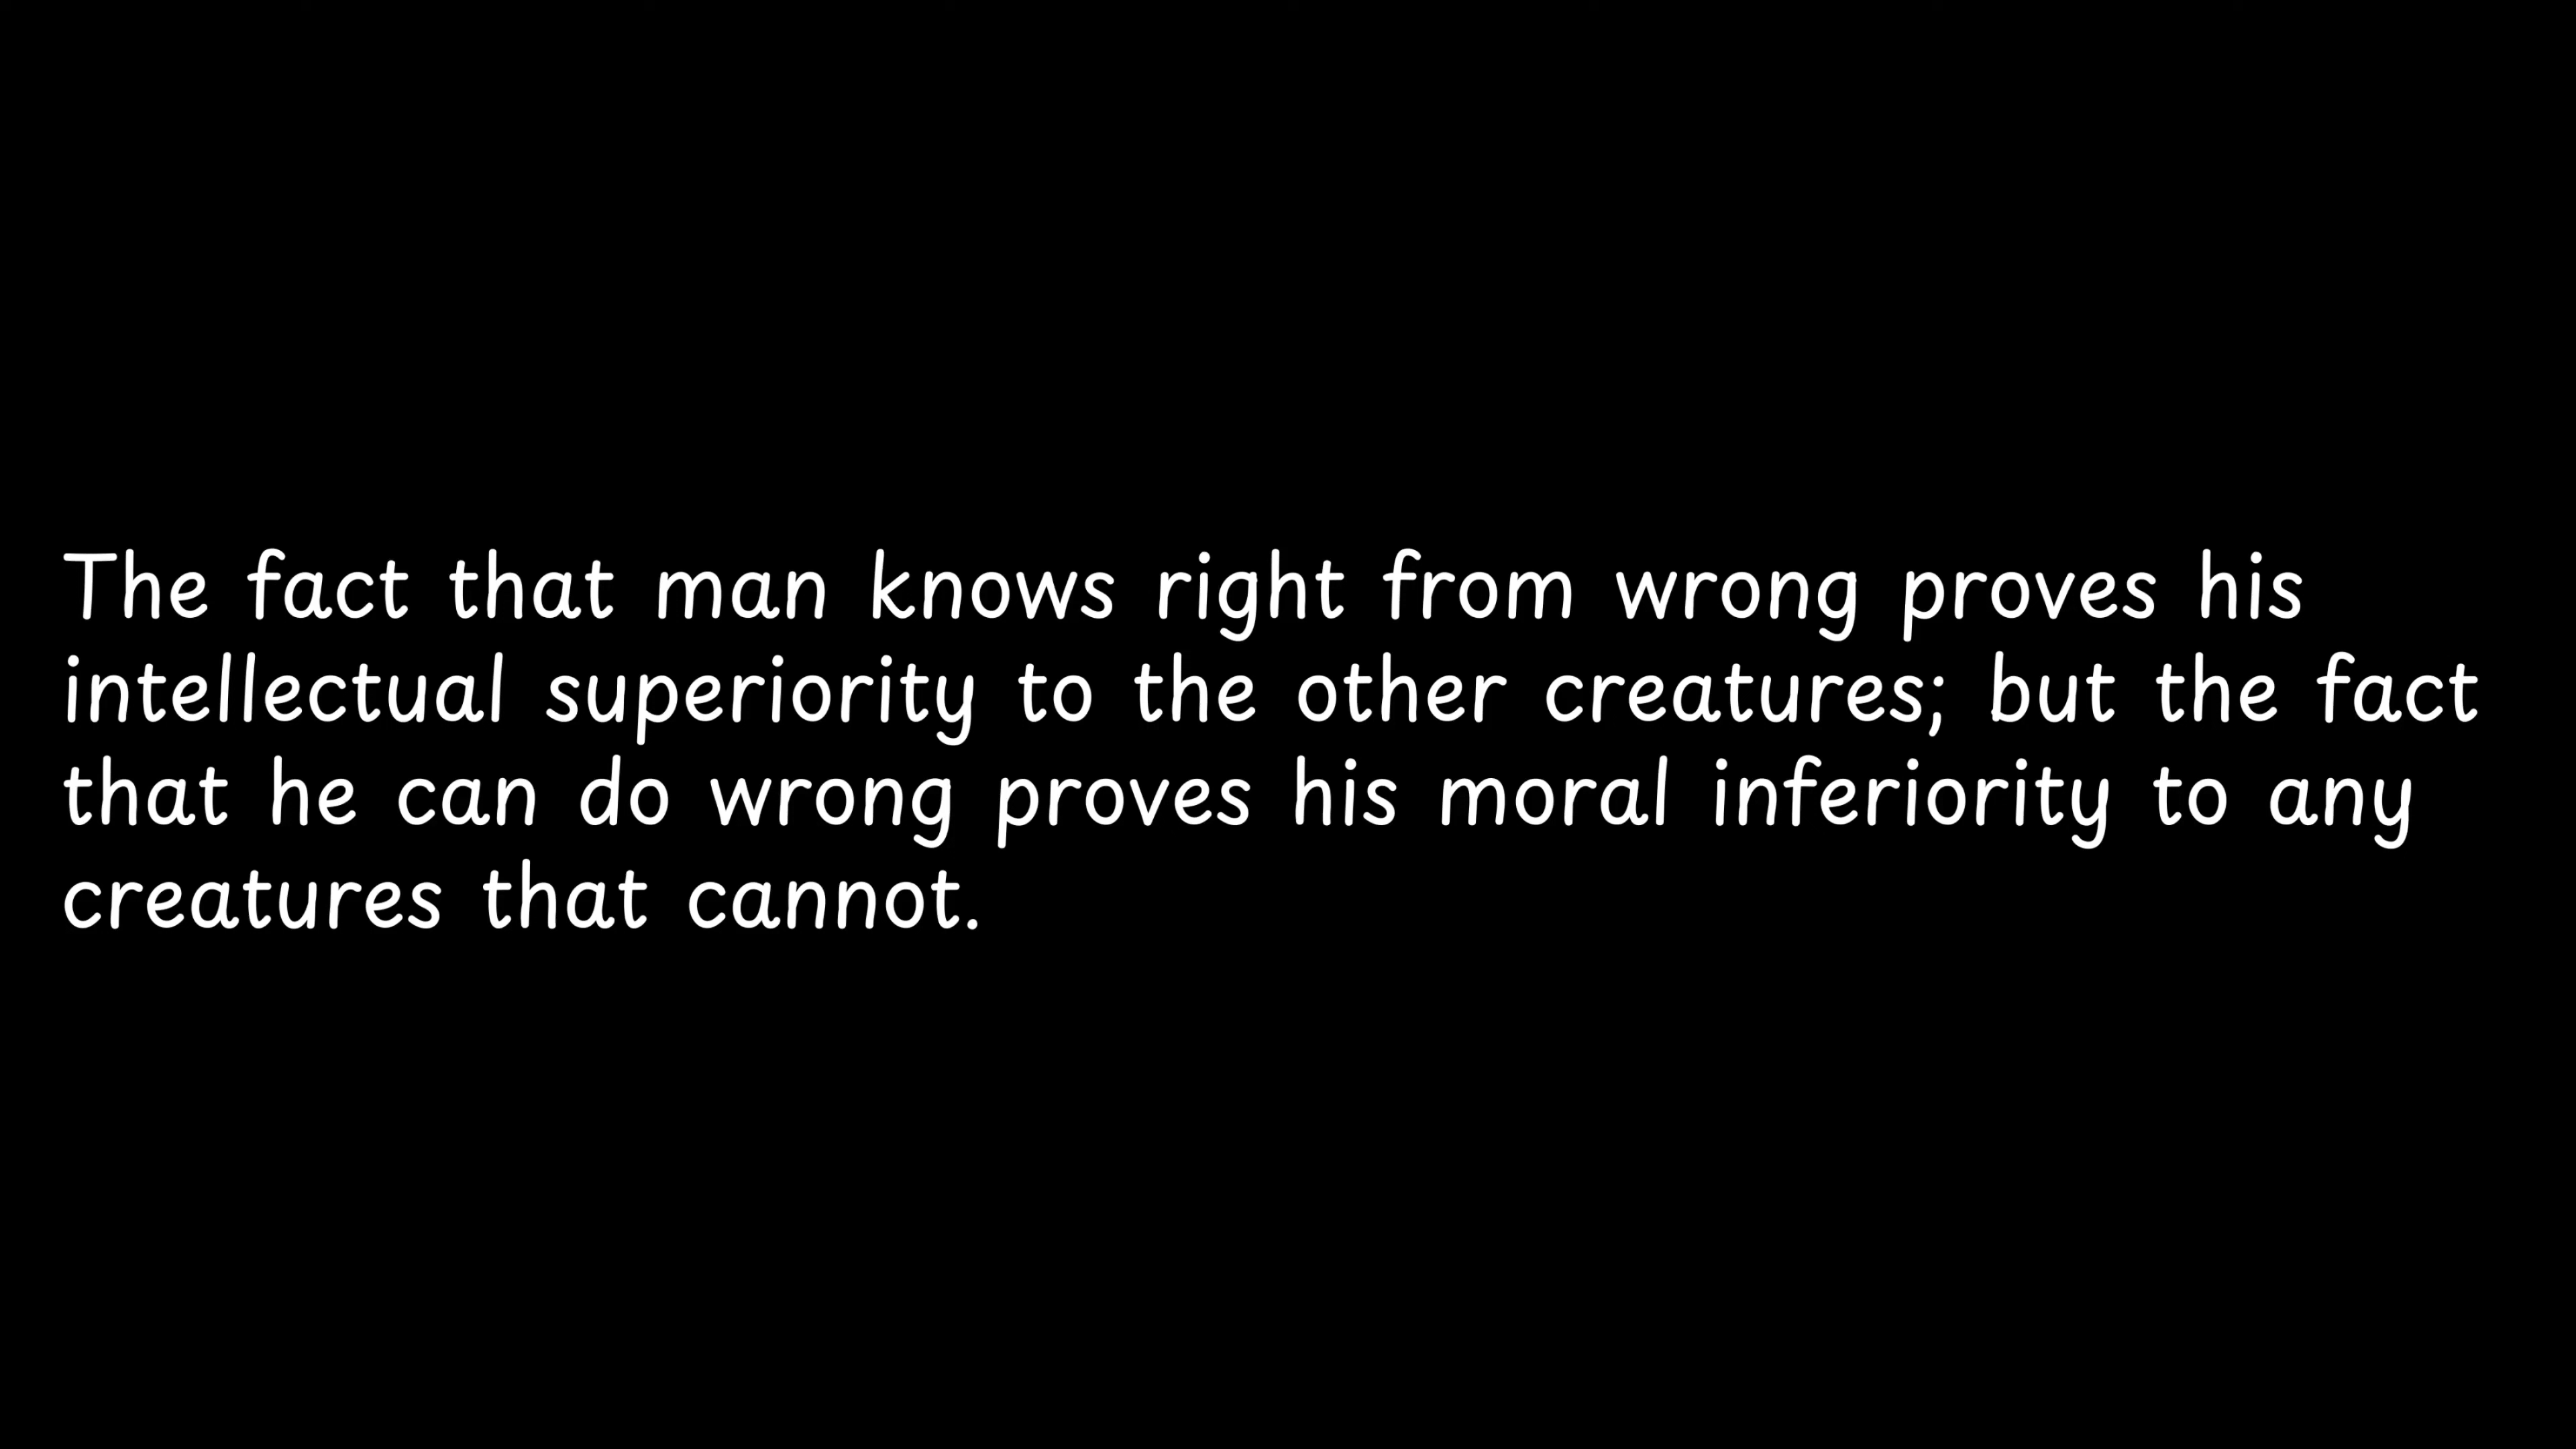 The fact that man knows right from wrong proves his
intellectual superiority to the other creatures; but the fact
that he can do wrong proves his moral inferiority to any
creatures that cannot.